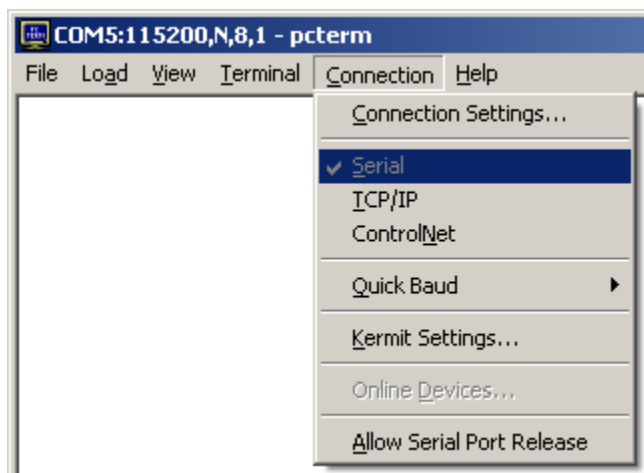 COM5:115200,N,8,1 - pcterm
File Load View Terminal Connection Help
Connection Settings...
Serial
TCP/IP
ControlNet
Quick Baud
Kermit Settings...
Online Devices...
Allow Serial Port Release